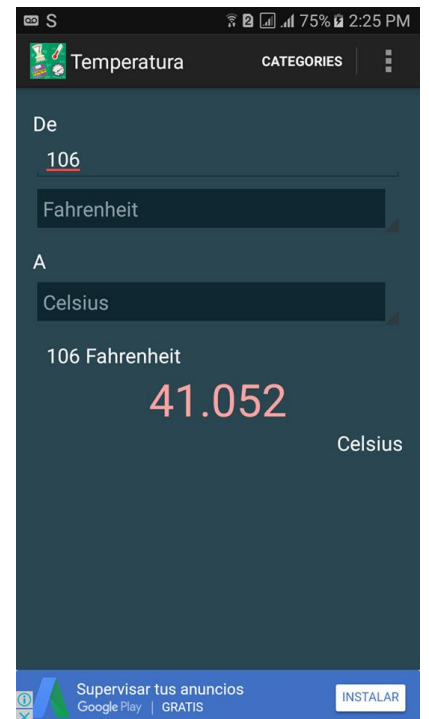 S 2 75% 2:25 PM
Temperatura CATEGORIES
De
106
Fahrenheit
A
Celsius
106 Fahrenheit
41.052
Celsius
Supervisar tus anuncios
Google Play | GRATIS
INSTALAR